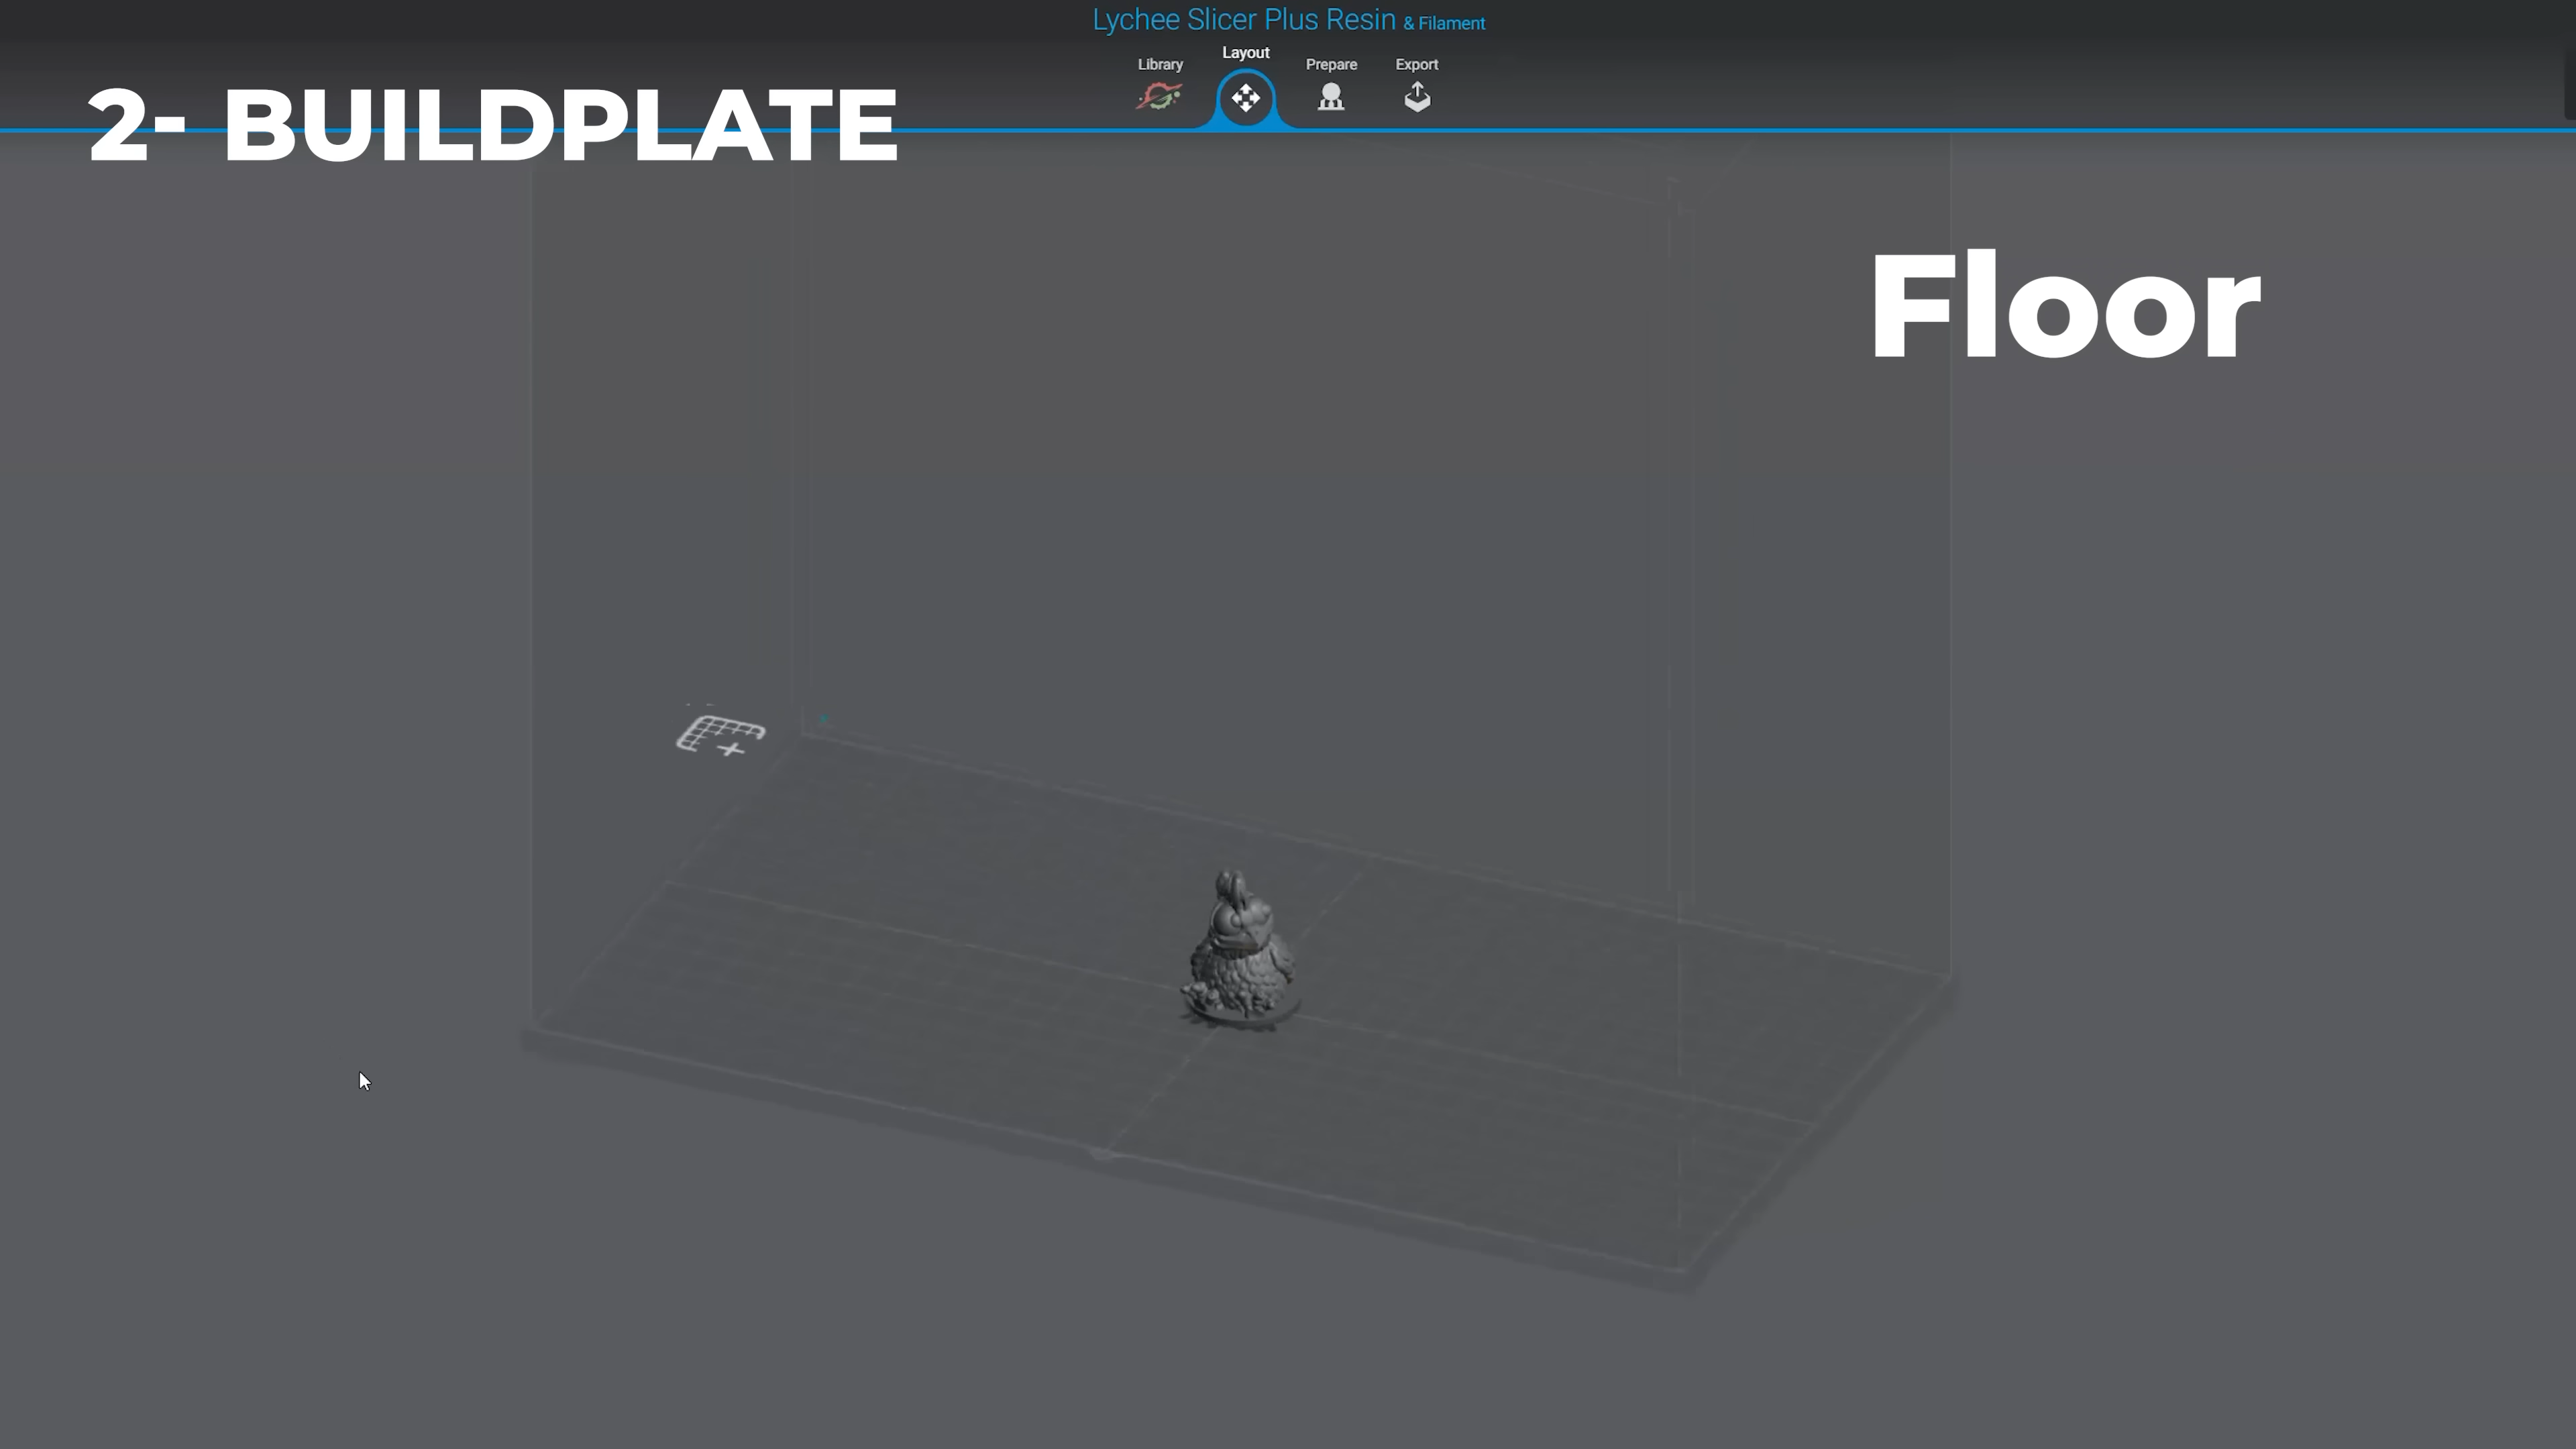 Lychee Slicer Plus Resin & Filament
Library
Layout
Prepare
Export
2- BUILDPLATE
Floor